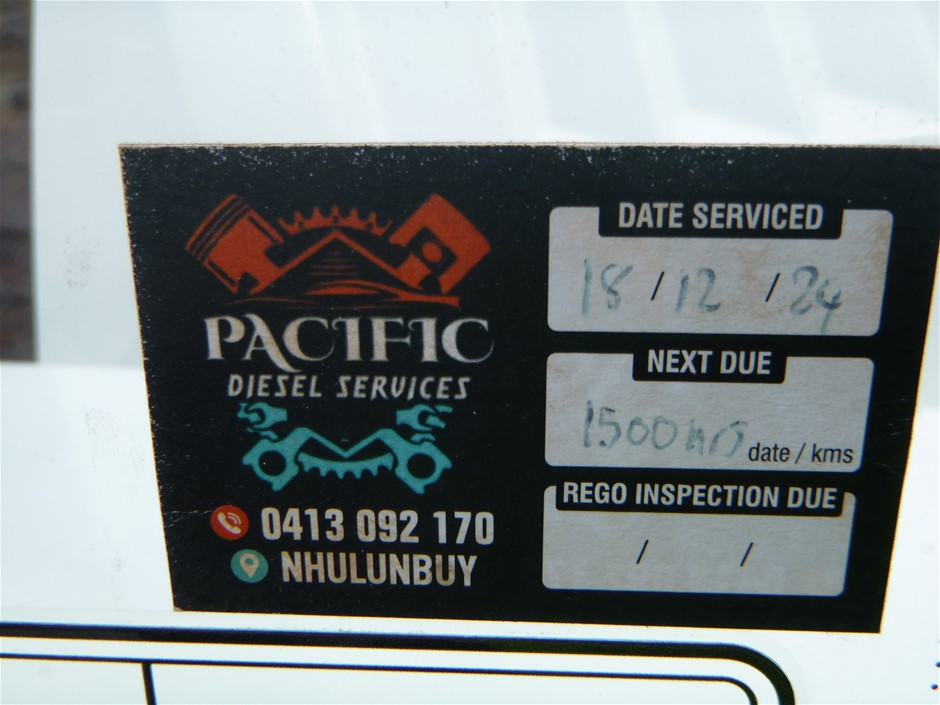 PACIFIC
DIESEL SERVICES
0413 092 170
NHULUNBUY
DATE SERVICED
18 / 12 / 24
NEXT DUE
1500 hrs date / kms
REGO INSPECTION DUE
/ /